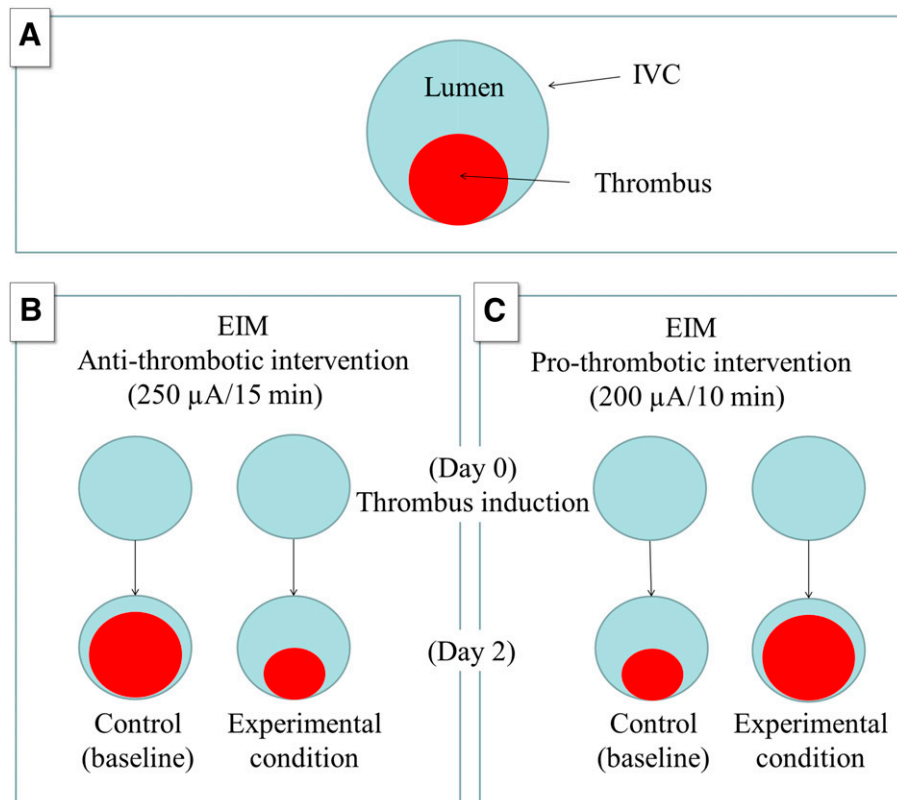 A
Lumen
IVC
Thrombus
B
EIM
Anti-thrombotic intervention
(250 µA/15 min)
C
EIM
Pro-thrombotic intervention
(200 µA/10 min)
(Day 0)
Thrombus induction
(Day 2)
Control
(baseline)
Experimental
condition
Control
(baseline)
Experimental
condition